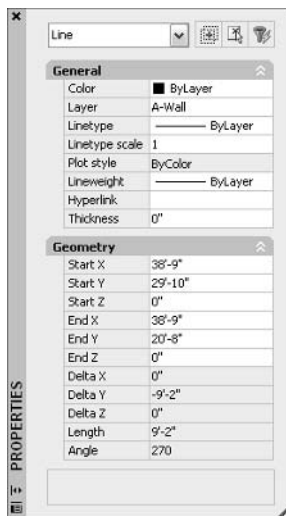 Line
General
Color ByLayer
Layer A-Wall
Linetype ByLayer
Linetype scale 1
Plot style ByColor
Lineweight ByLayer
Hyperlink
Thickness 0"
Geometry
Start X 38'-9"
Start Y 29'-10"
Start Z 0"
End X 38'-9"
End Y 20'-8"
End Z 0"
Delta X 0"
Delta Y -9'-2"
Delta Z 0"
Length 9'-2"
Angle 270
PROPERTIES